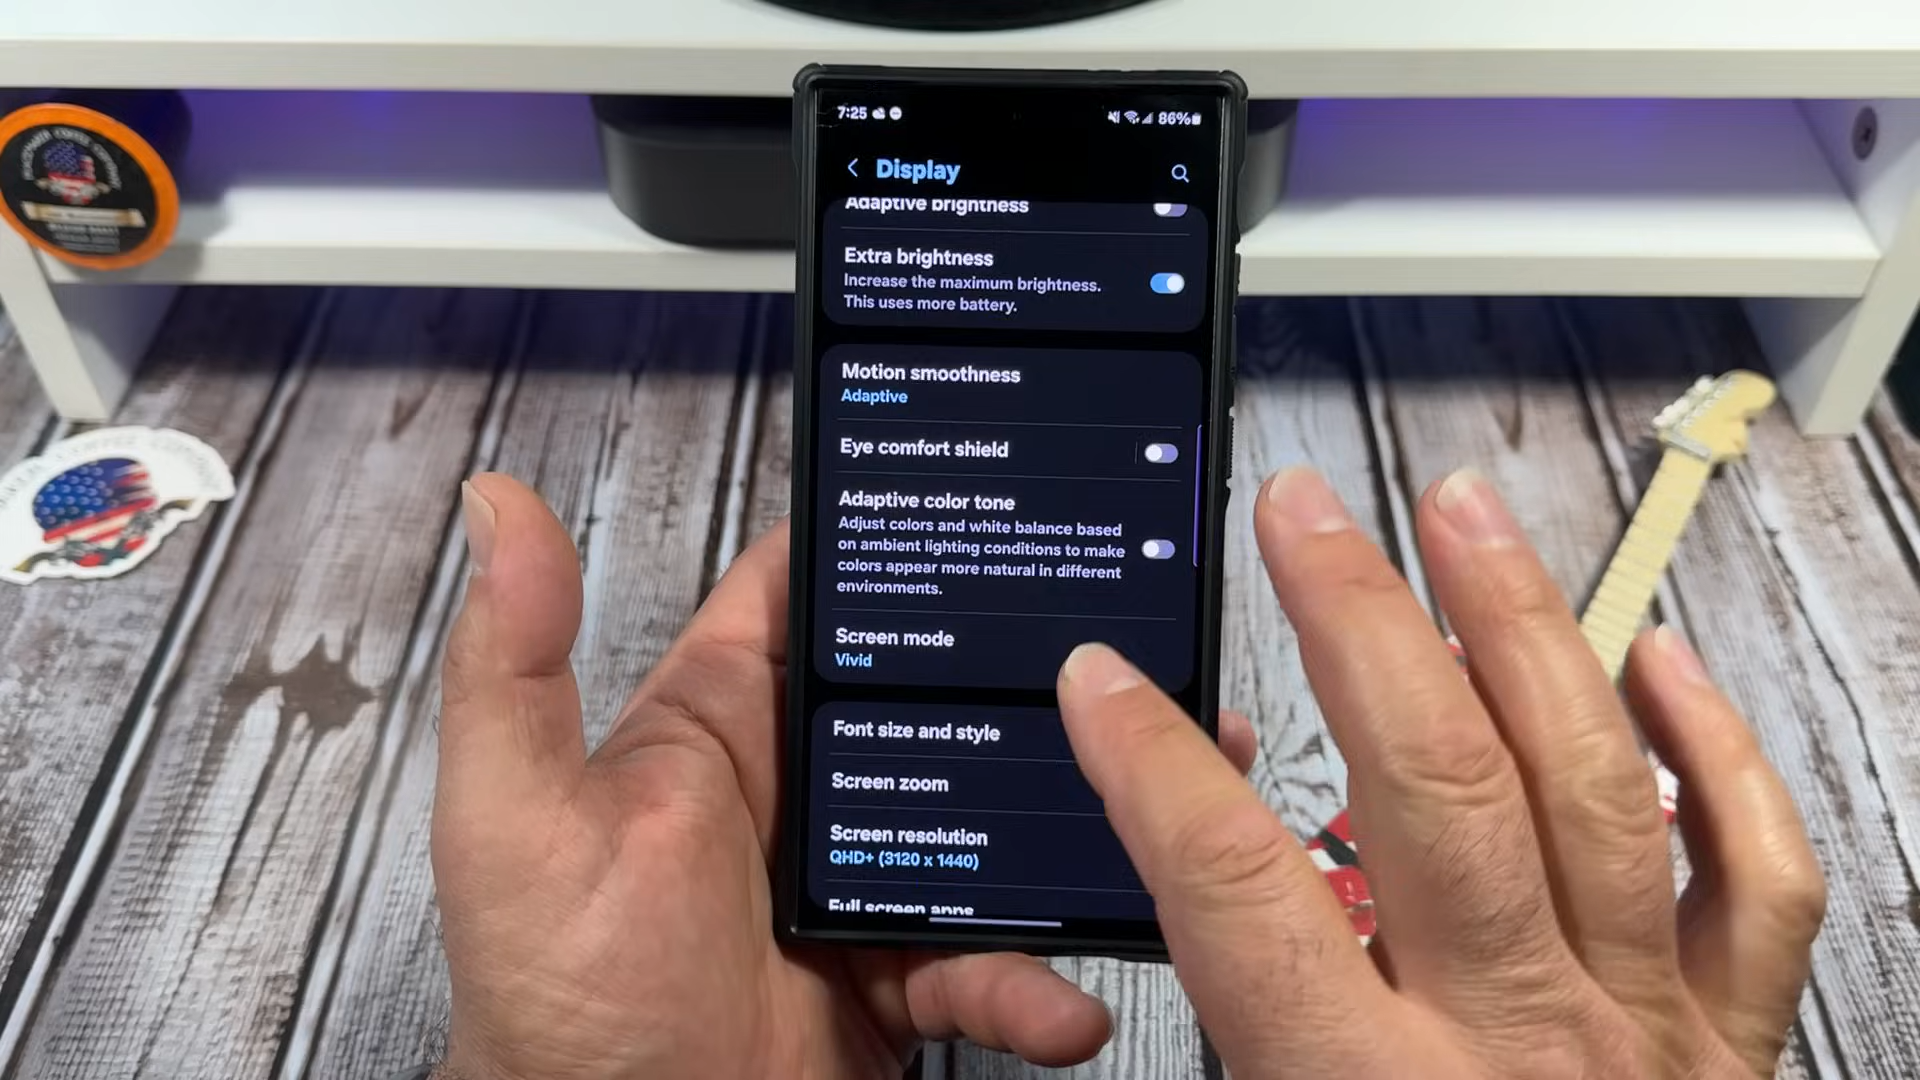 7:25
86%
Display
Adaptive brightness
Extra brightness
Increase the maximum brightness.
This uses more battery.
Motion smoothness
Adaptive
Eye comfort shield
Adaptive color tone
Adjust colors and white balance based
on ambient lighting conditions to make
colors appear more natural in different
environments.
Screen mode
Vivid
Font size and style
Screen zoom
Screen resolution
QHD+ (3120 x 1440)
Full screen apps